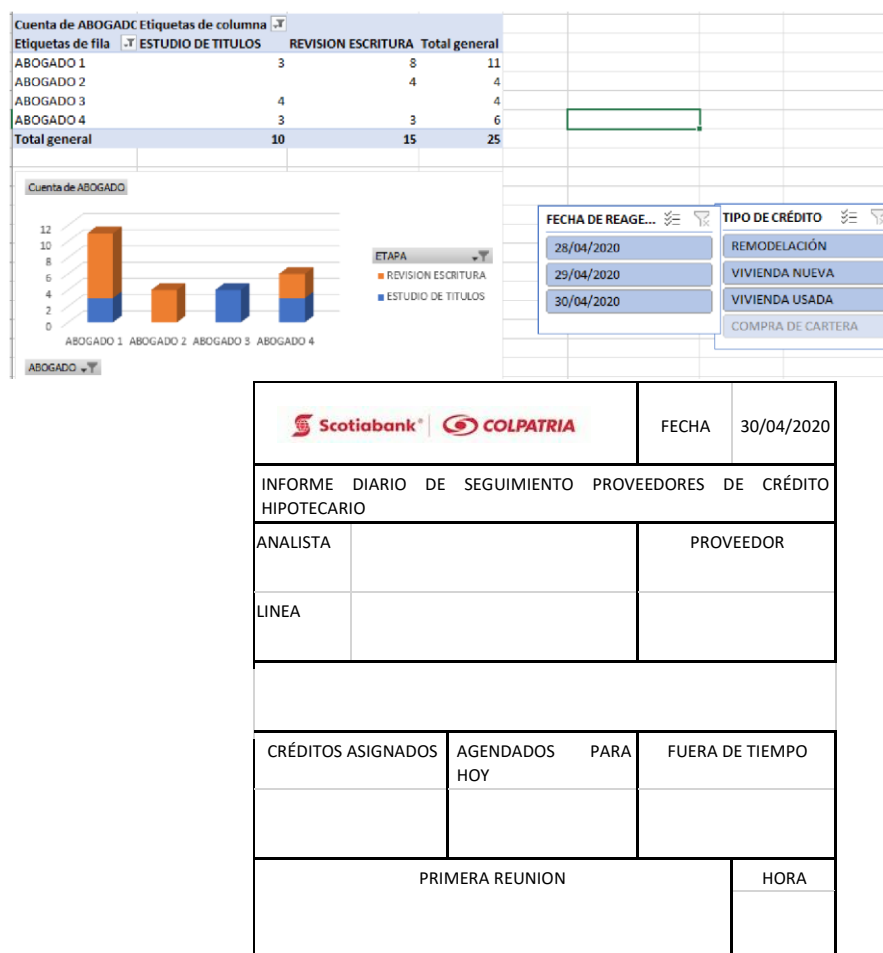 Cuenta de ABOGADO Etiquetas de columna
Etiquetas de fila ESTUDIO DE TITULOS REVISION ESCRITURA Total general
ABOGADO 1 3 8 11
ABOGADO 2 4 4
ABOGADO 3 4 4
ABOGADO 4 3 3 6
Total general 10 15 25
Cuenta de ABOGADO
12
10
8
6
4
2
0
ABOGADO 1 ABOGADO 2 ABOGADO 3 ABOGADO 4
ETAPA
REVISION ESCRITURA
ESTUDIO DE TITULOS
ABOGADO
FECHA DE REAGE...
28/04/2020
29/04/2020
30/04/2020
TIPO DE CRÉDITO
REMODELACIÓN
VIVIENDA NUEVA
VIVIENDA USADA
COMPRA DE CARTERA
Scotiabank® COLPATRIA FECHA 30/04/2020
INFORME DIARIO DE SEGUIMIENTO PROVEEDORES DE CRÉDITO
HIPOTECARIO
ANALISTA PROVEEDOR
LINEA
CRÉDITOS ASIGNADOS AGENDADOS PARA FUERA DE TIEMPO
HOY
PRIMERA REUNION HORA